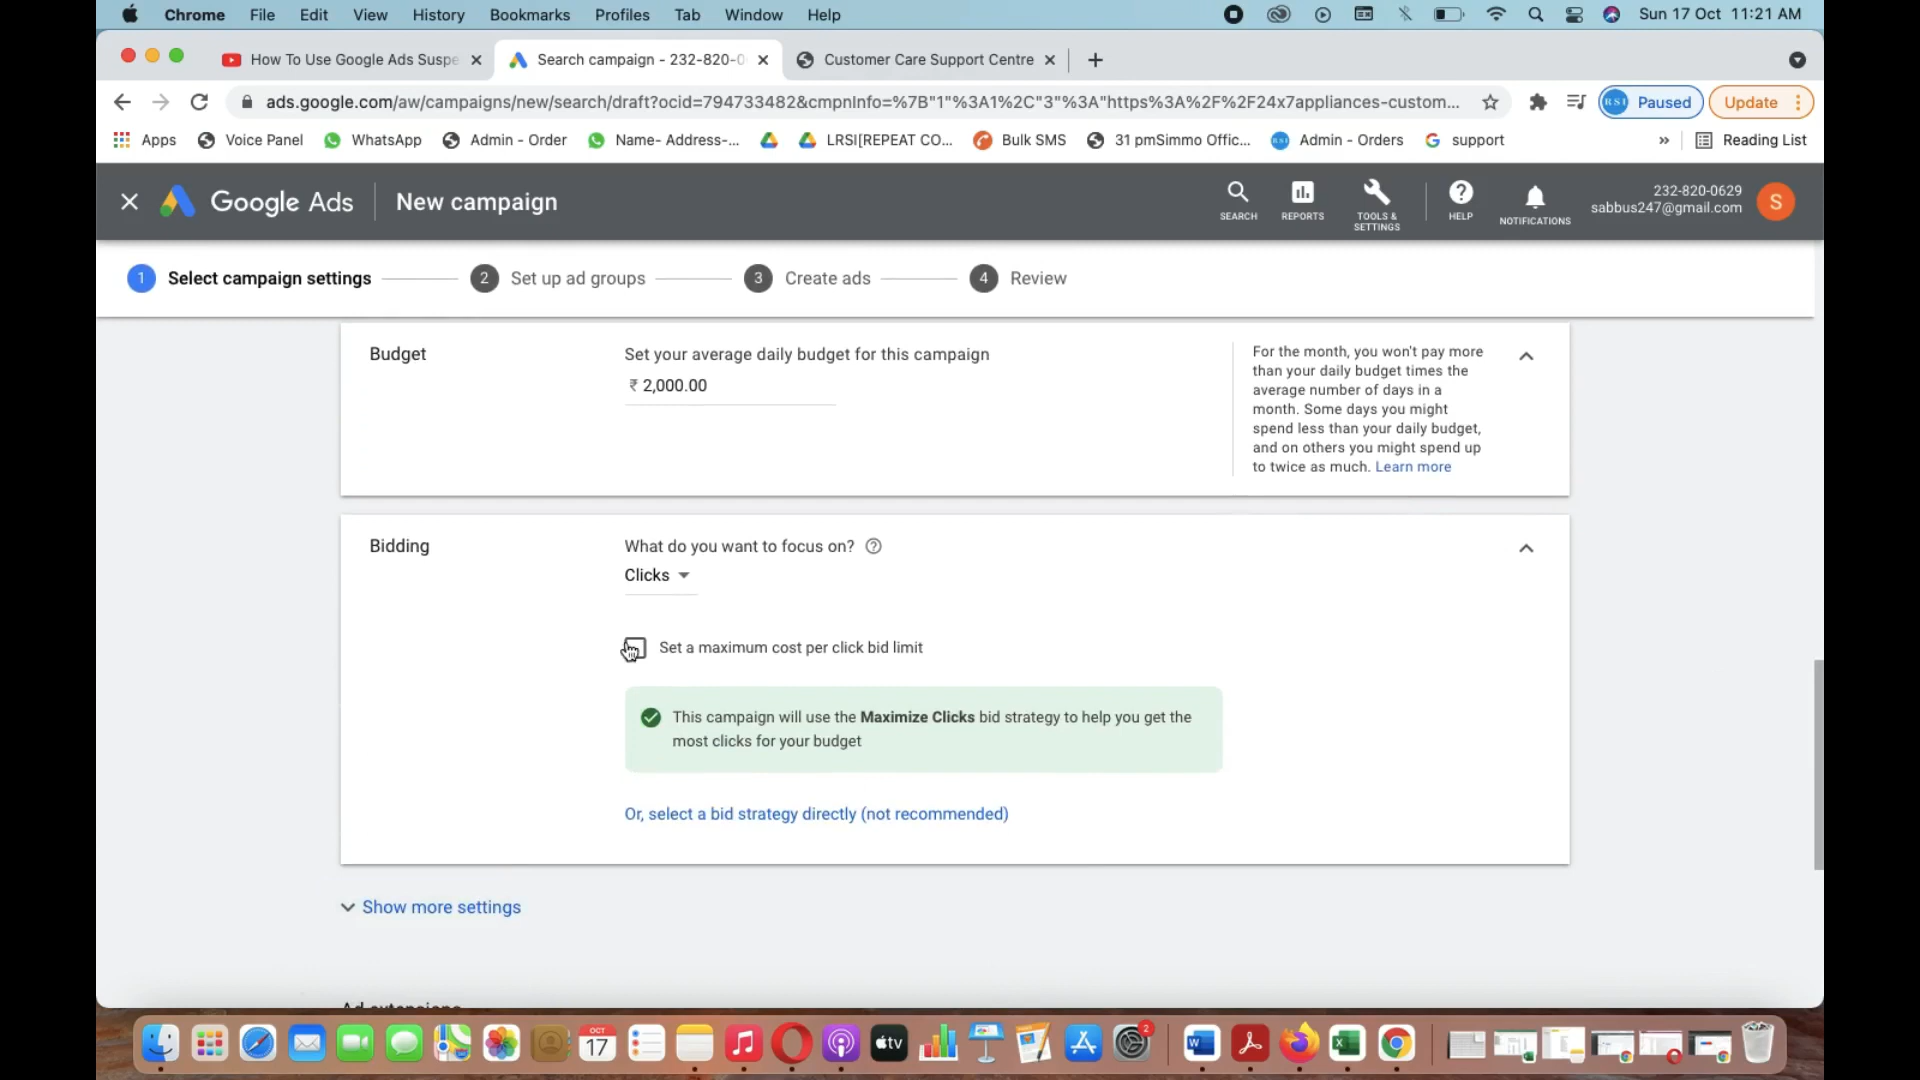 Chrome File Edit View History Bookmarks Profiles Tab Window Help Sun 17 Oct 11:21 AM
How To Use Google Ads Suspe Search campaign - 232-820-0 Customer Care Support Centre
ads.google.com/aw/campaigns/new/search/draft?ocid=794733482&cmpnInfo=%7B"1"%3A1%2C"3"%3A"https%3A%2F%2F24x7appliances-custom... RSI Paused Update
Apps Voice Panel WhatsApp Admin - Order Name- Address-... LRSI[REPEAT CO... Bulk SMS 31 pmSimmo Offic... RSI Admin - Orders support » Reading List
Google Ads New campaign
SEARCH REPORTS TOOLS & SETTINGS HELP NOTIFICATIONS
232-820-0629
sabbus247@gmail.com S
1 Select campaign settings 2 Set up ad groups 3 Create ads 4 Review
Budget
Set your average daily budget for this campaign
₹ 2,000.00
For the month, you won't pay more
than your daily budget times the
average number of days in a
month. Some days you might
spend less than your daily budget,
and on others you might spend up
to twice as much. Learn more
Bidding
What do you want to focus on?
Clicks
Set a maximum cost per click bid limit
This campaign will use the Maximize Clicks bid strategy to help you get the
most clicks for your budget
Or, select a bid strategy directly (not recommended)
Show more settings
Ad extensions
OCT
17
tv
2
W
X